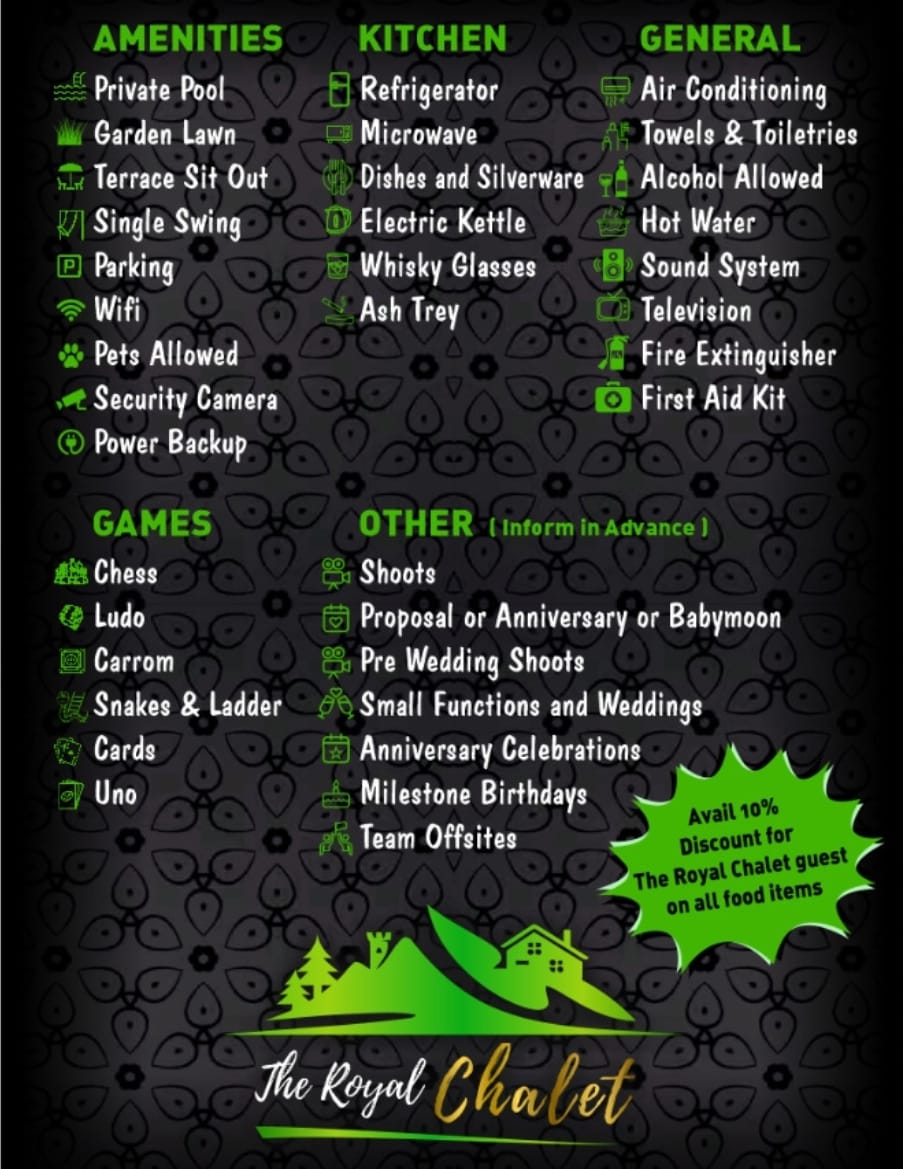 AMENITIES
Private Pool
Garden Lawn
Terrace Sit Out
Single Swing
Parking
Wifi
Pets Allowed
Security Camera
Power Backup
KITCHEN
Refrigerator
Microwave
Dishes and Silverware
Electric Kettle
Whisky Glasses
Ash Trey
GENERAL
Air Conditioning
Towels & Toiletries
Alcohol Allowed
Hot Water
Sound System
Television
Fire Extinguisher
First Aid Kit
GAMES
Chess
Ludo
Carrom
Snakes & Ladder
Cards
Uno
OTHER ( Inform in Advance )
Shoots
Proposal or Anniversary or Babymoon
Pre Wedding Shoots
Small Functions and Weddings
Anniversary Celebrations
Milestone Birthdays
Team Offsites
Avail 10%
Discount for
The Royal Chalet guest
on all food items
The Royal Chalet